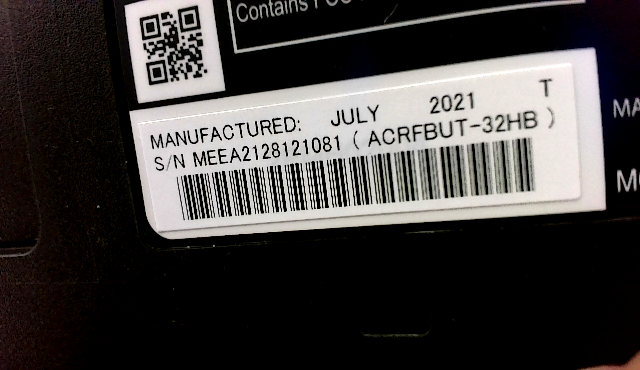 Contains
MANUFACTURED: JULY 2021 T
S/N MEEA2128121081 ( ACRFBUT-32HB )